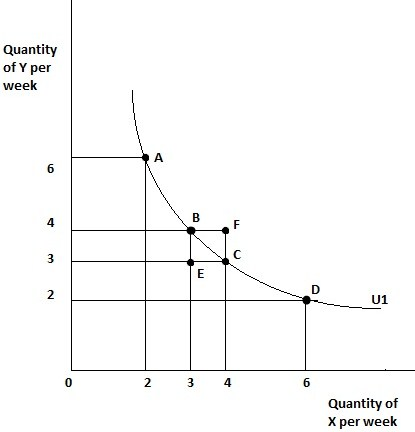 Quantity
of Y per
week
6
A
4
B
F
3
C
E
2
D
U1
0
2
3
4
6
Quantity of
X per week